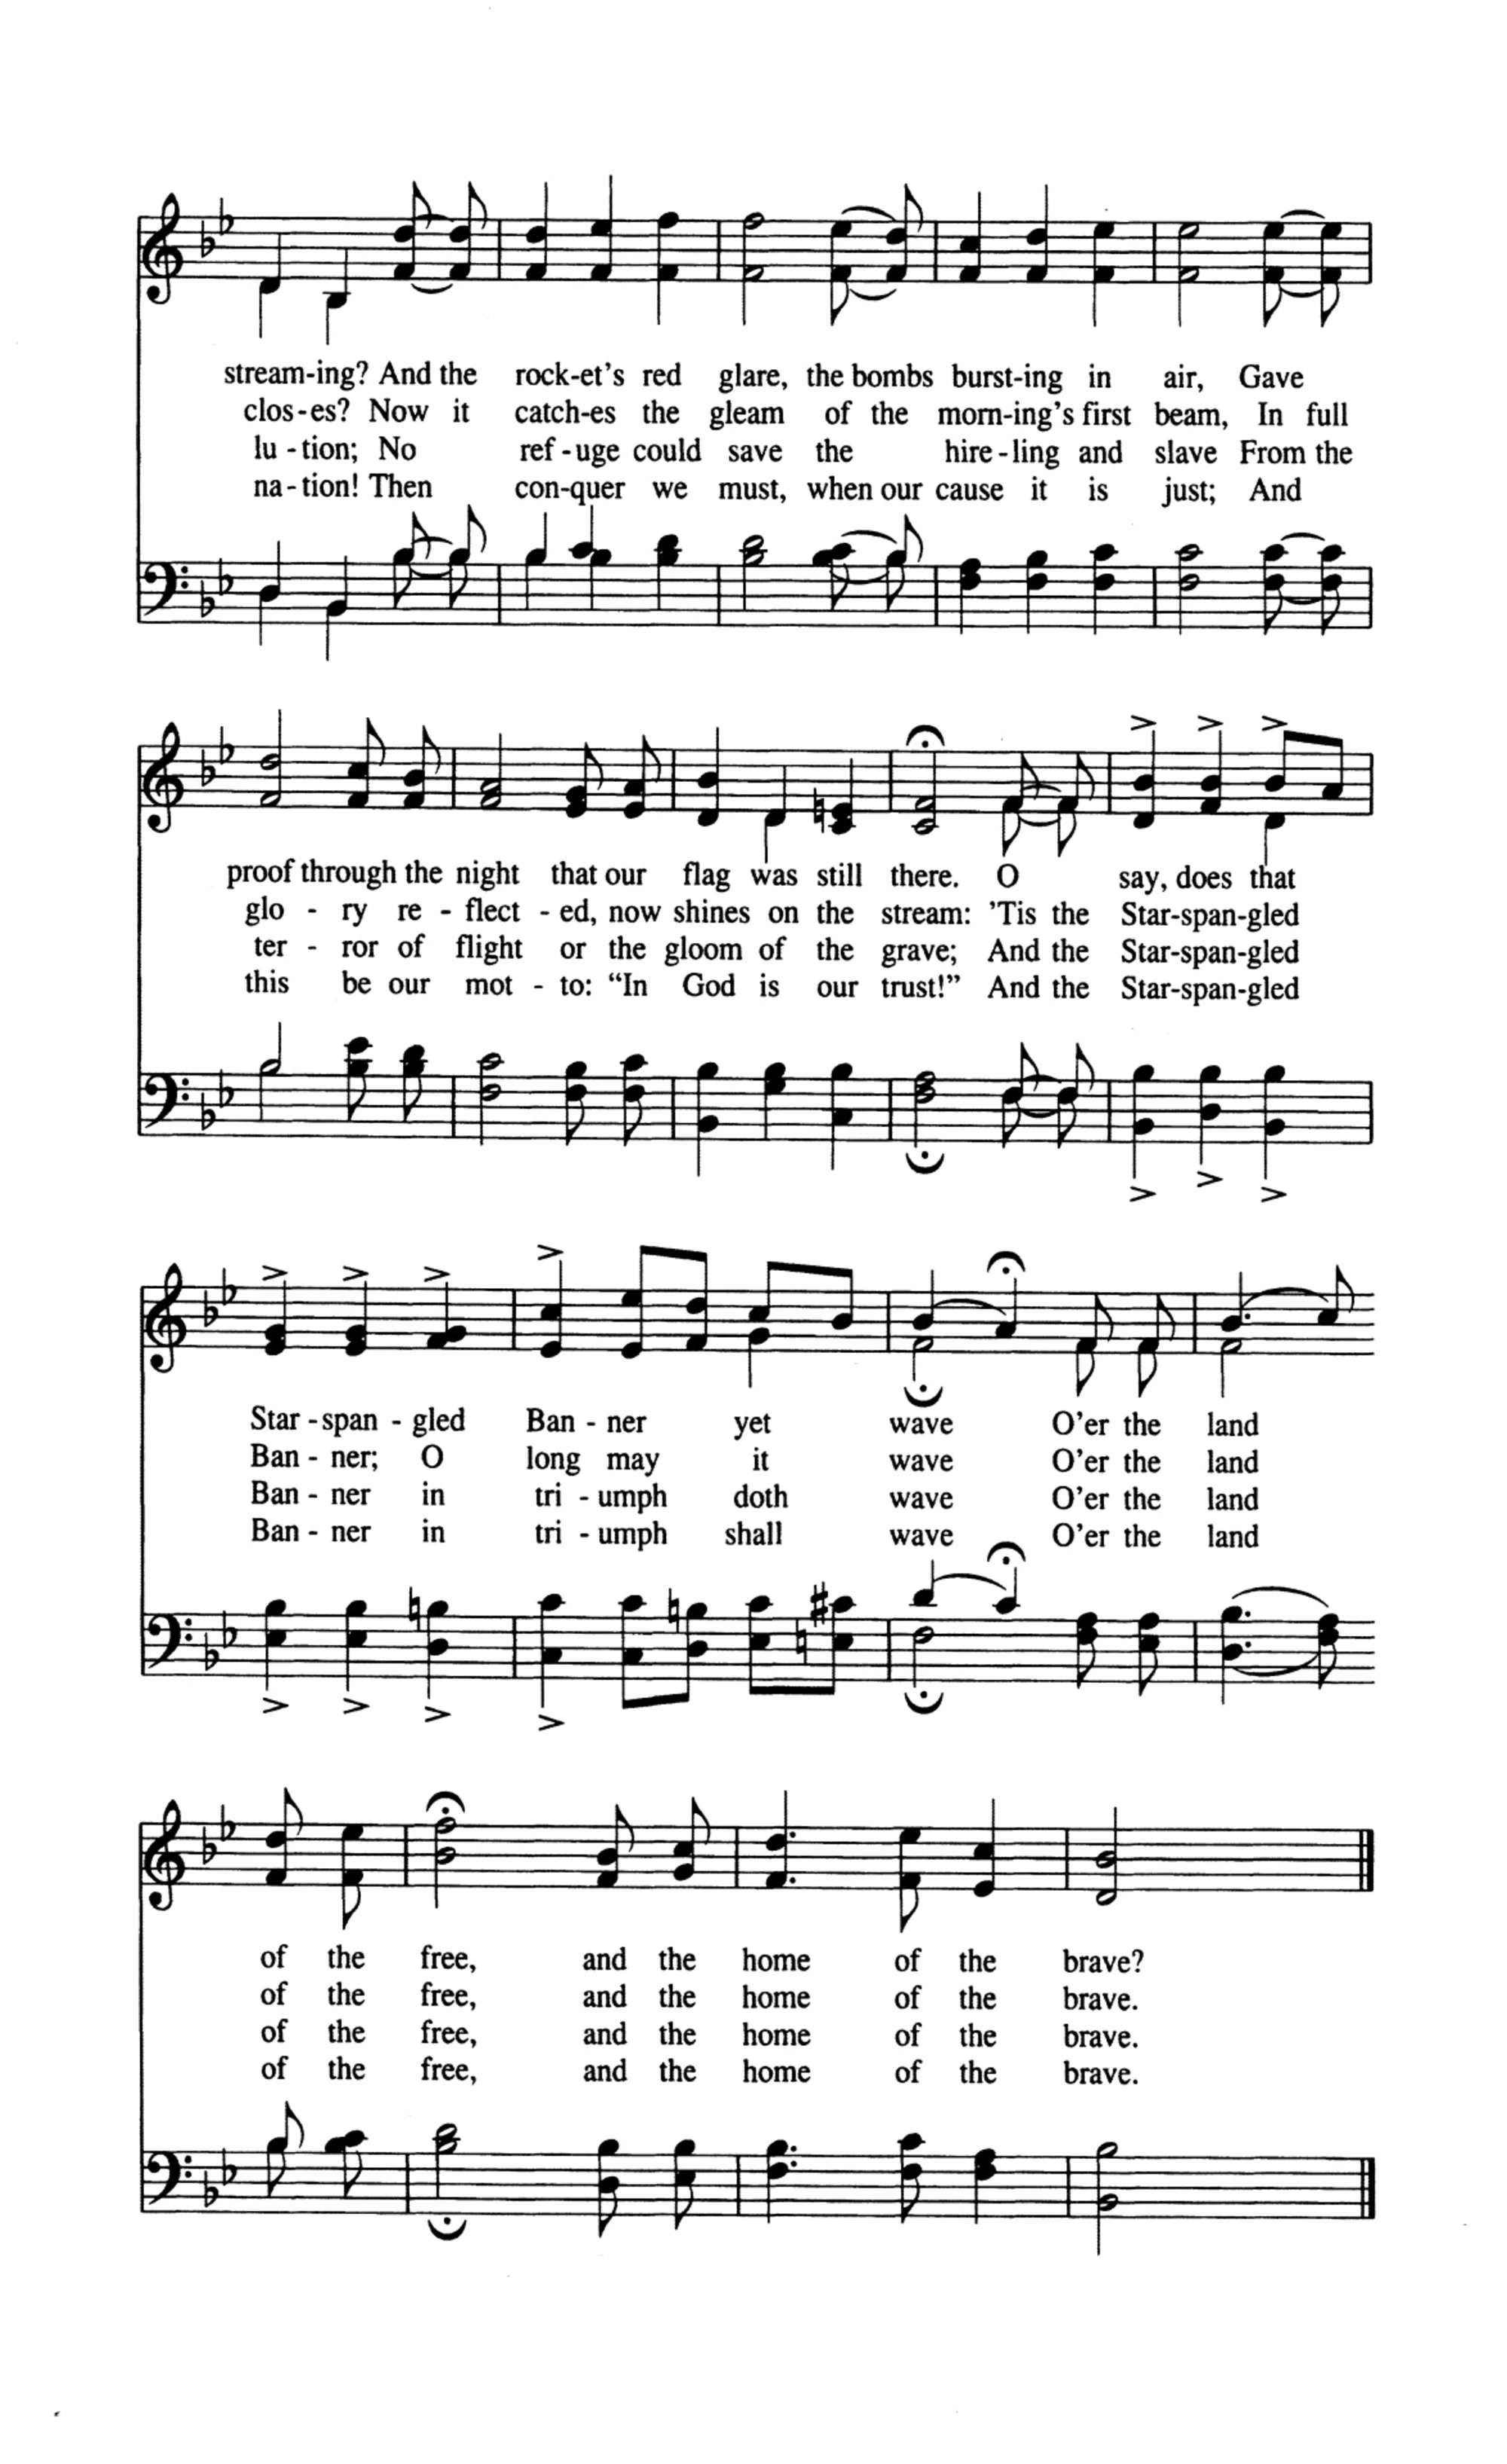 stream-ing? And the rock-et's red glare, the bombs burst-ing in air, Gave
clos-es? Now it catch-es the gleam of the morn-ing's first beam, In full
lu-tion; No ref-uge could save the hire-ling and slave From the
na-tion! Then con-quer we must, when our cause it is just; And
proof through the night that our flag was still there. O say, does that
glo - ry re - flect - ed, now shines on the stream: 'Tis the Star-span-gled
ter - ror of flight or the gloom of the grave; And the Star-span-gled
this be our mot - to: “In God is our trust!” And the Star-span-gled
Star - span - gled Ban - ner yet wave O'er the land
Ban - ner; O long may it wave O'er the land
Ban - ner in tri - umph doth wave O'er the land
Ban - ner in tri - umph shall wave O'er the land
of the free, and the home of the brave?
of the free, and the home of the brave.
of the free, and the home of the brave.
of the free, and the home of the brave.